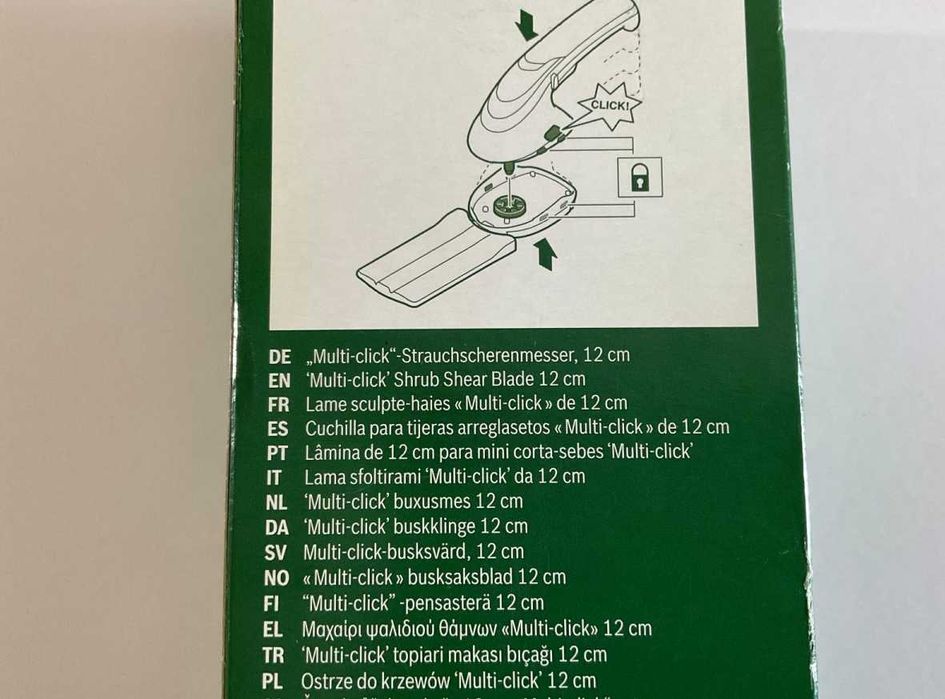 CLICK!
DE „Multi-click“-Strauchscherenmesser, 12 cm
EN ‘Multi-click’ Shrub Shear Blade 12 cm
FR Lame sculpte-haies « Multi-click » de 12 cm
ES Cuchilla para tijeras arreglasetos « Multi-click » de 12 cm
PT Lâmina de 12 cm para mini corta-sebes ‘Multi-click’
IT Lama sfoltirami ‘Multi-click’ da 12 cm
NL ‘Multi-click’ buxusmes 12 cm
DA ‘Multi-click’ buskklinge 12 cm
SV Multi-click-busksvärd, 12 cm
NO « Multi-click » busksaksblad 12 cm
FI “Multi-click” -pensasterä 12 cm
EL Μαχαίρι ψαλιδιού θάμνων «Multi-click» 12 cm
TR ‘Multi-click’ topiari makası bıçağı 12 cm
PL Ostrze do krzewów ‘Multi-click’ 12 cm